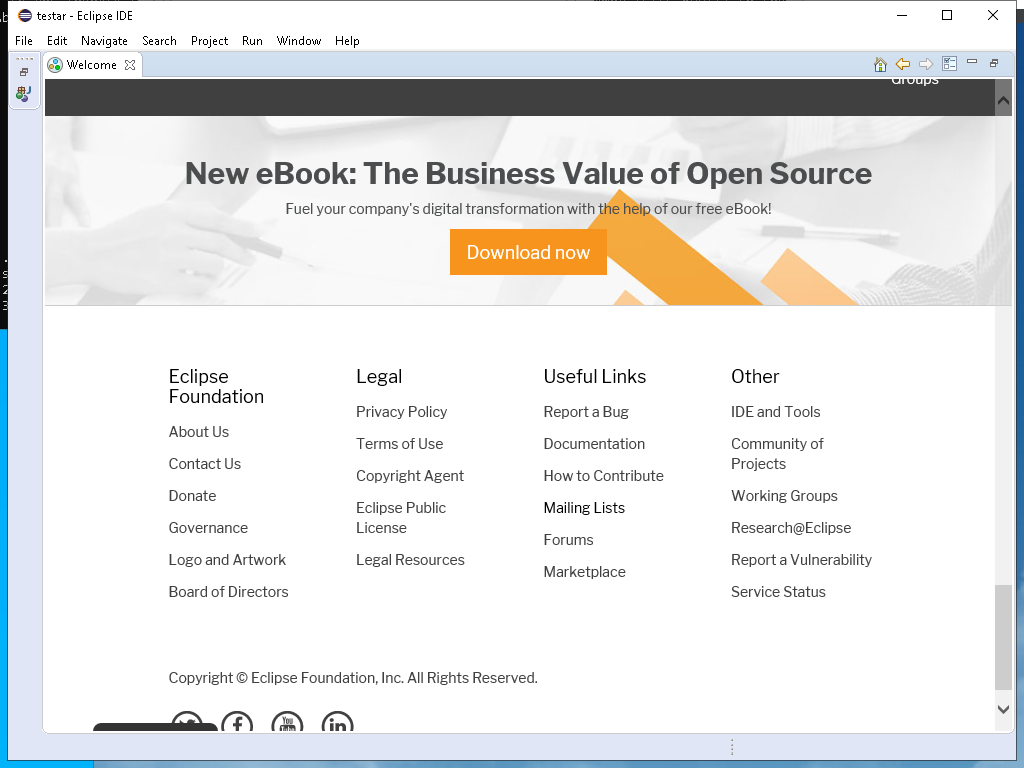 testar - Eclipse IDE
File Edit Navigate Search Project Run Window Help
Welcome
Groups
New eBook: The Business Value of Open Source
Fuel your company's digital transformation with the help of our free eBook!
Download now
Eclipse
Foundation
About Us
Contact Us
Donate
Governance
Logo and Artwork
Board of Directors
Legal
Privacy Policy
Terms of Use
Copyright Agent
Eclipse Public
License
Legal Resources
Useful Links
Report a Bug
Documentation
How to Contribute
Mailing Lists
Forums
Marketplace
Other
IDE and Tools
Community of
Projects
Working Groups
Research@Eclipse
Report a Vulnerability
Service Status
Copyright © Eclipse Foundation, Inc. All Rights Reserved.
f You Tube in